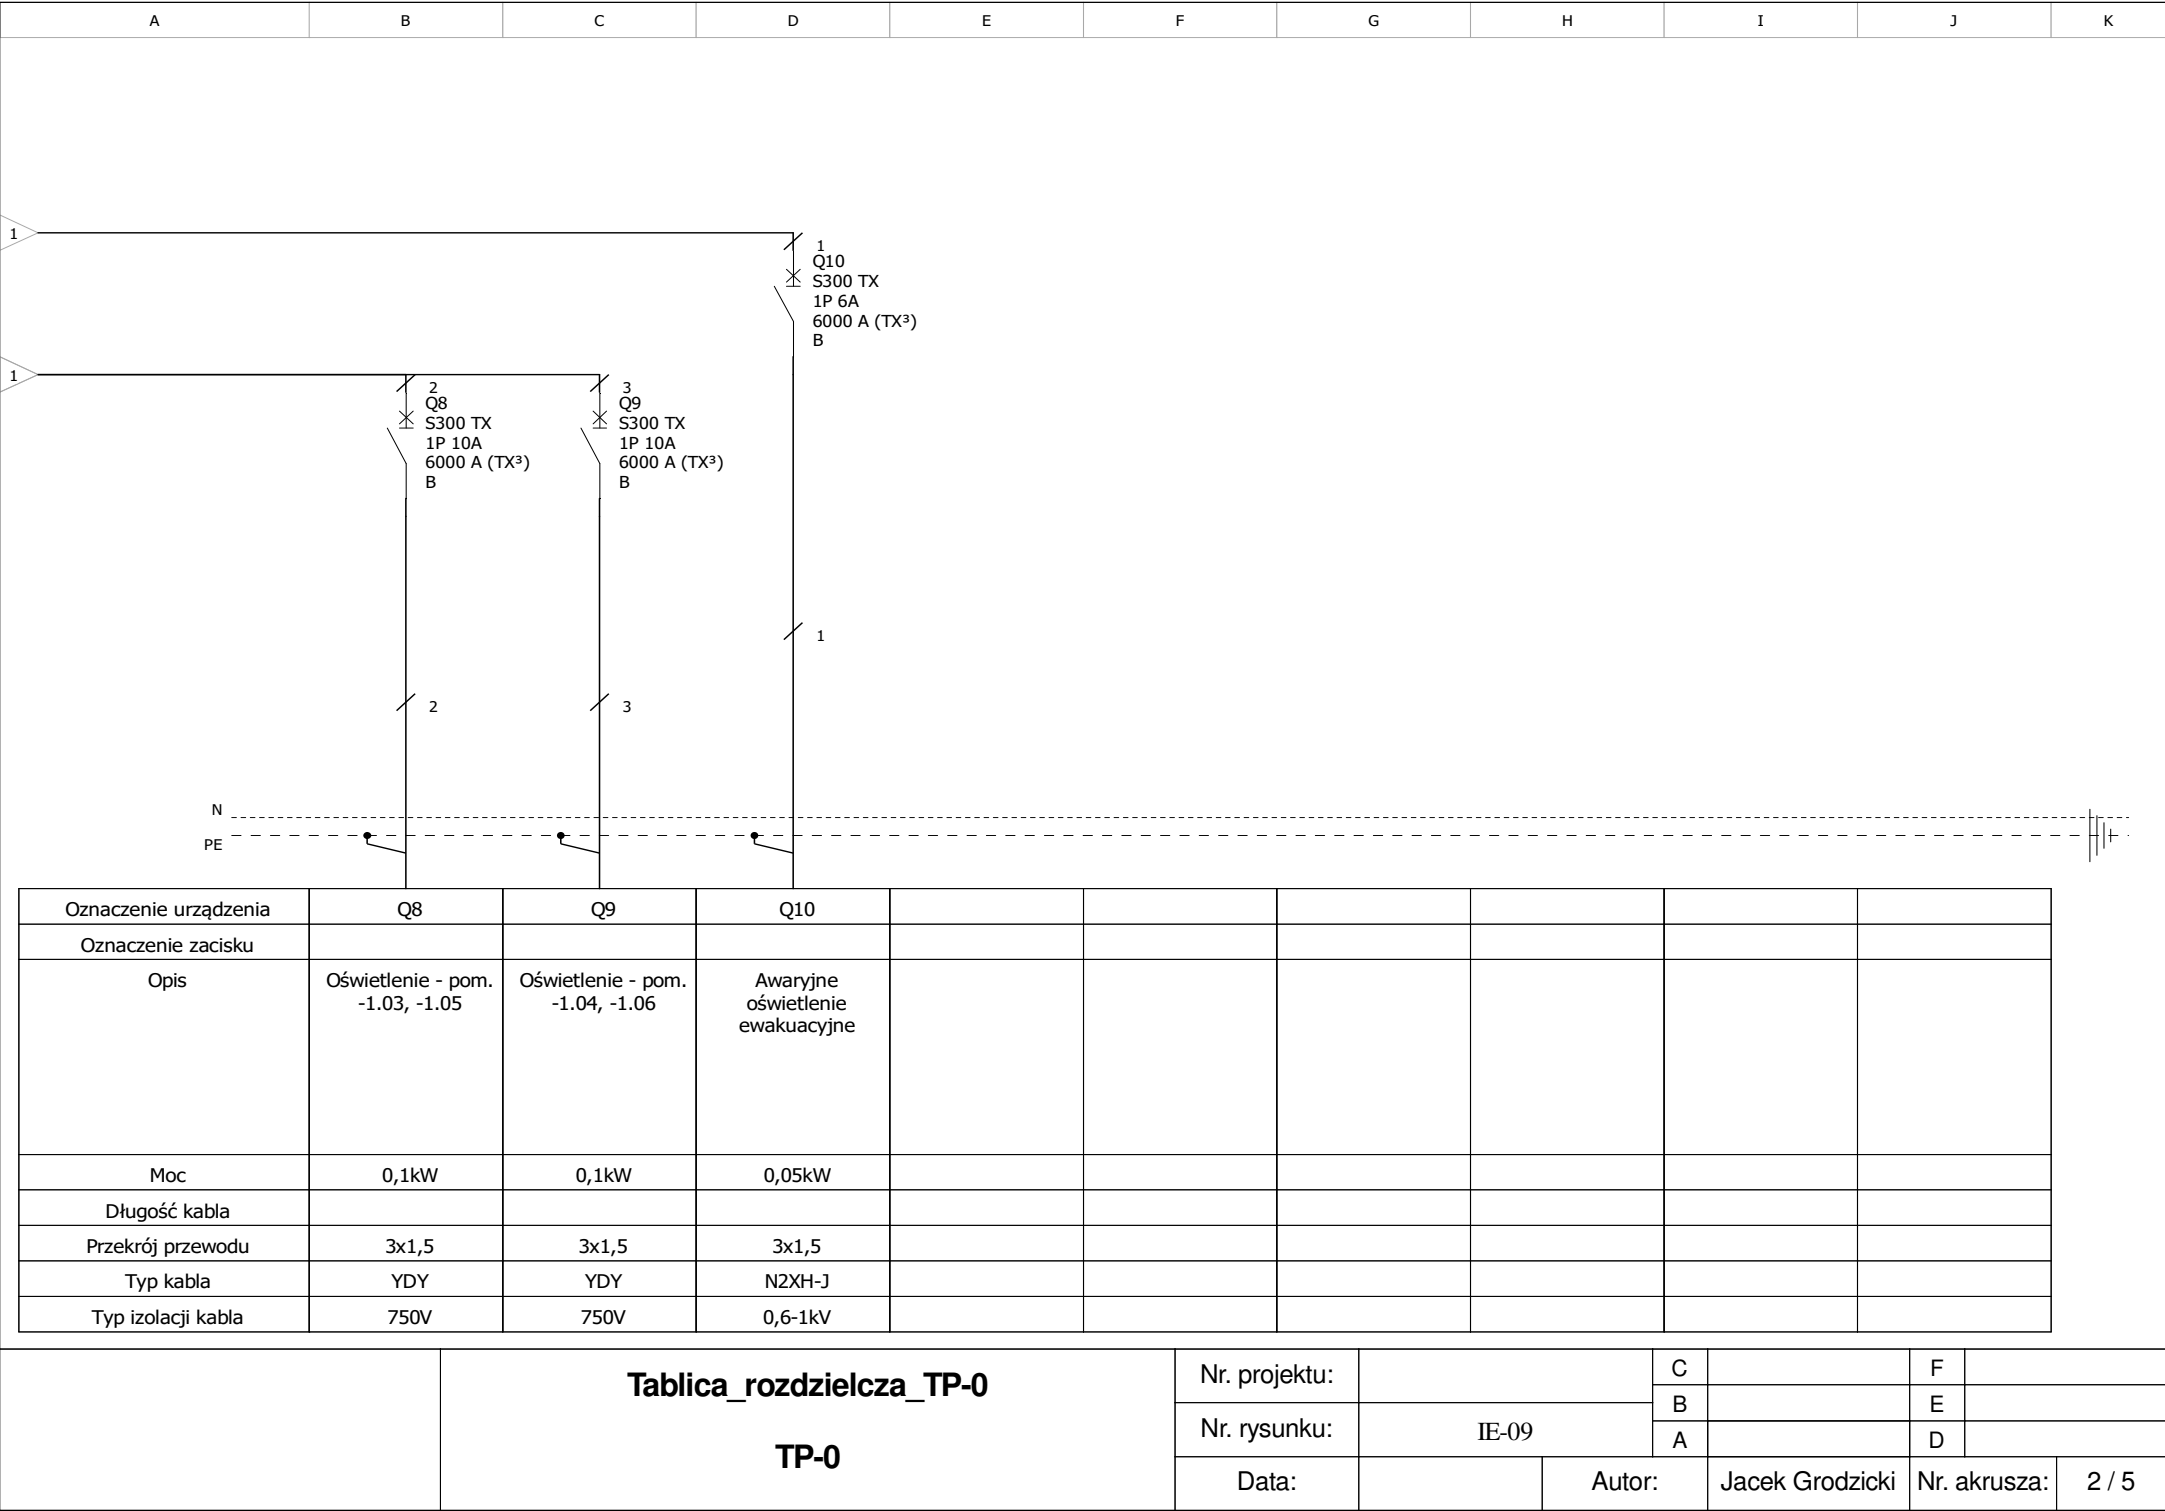 A B C D E F G H I J K
1
1
Q10
S300 TX
1P 6A
6000 A (TX³)
B
1
2
Q8
S300 TX
1P 10A
6000 A (TX³)
B
3
Q9
S300 TX
1P 10A
6000 A (TX³)
B
1
2
3
N
PE
Oznaczenie urządzenia Q8 Q9 Q10
Oznaczenie zacisku
Opis Oświetlenie - pom. Oświetlenie - pom. Awaryjne
-1.03, -1.05 -1.04, -1.06 oświetlenie
ewakuacyjne
Moc 0,1kW 0,1kW 0,05kW
Długość kabla
Przekrój przewodu 3x1,5 3x1,5 3x1,5
Typ kabla YDY YDY N2XH-J
Typ izolacji kabla 750V 750V 0,6-1kV
Tablica_rozdzielcza_TP-0
TP-0
Nr. projektu: C F
B E
Nr. rysunku: IE-09
A D
Data: Autor: Jacek Grodzicki Nr. akrusza: 2 / 5